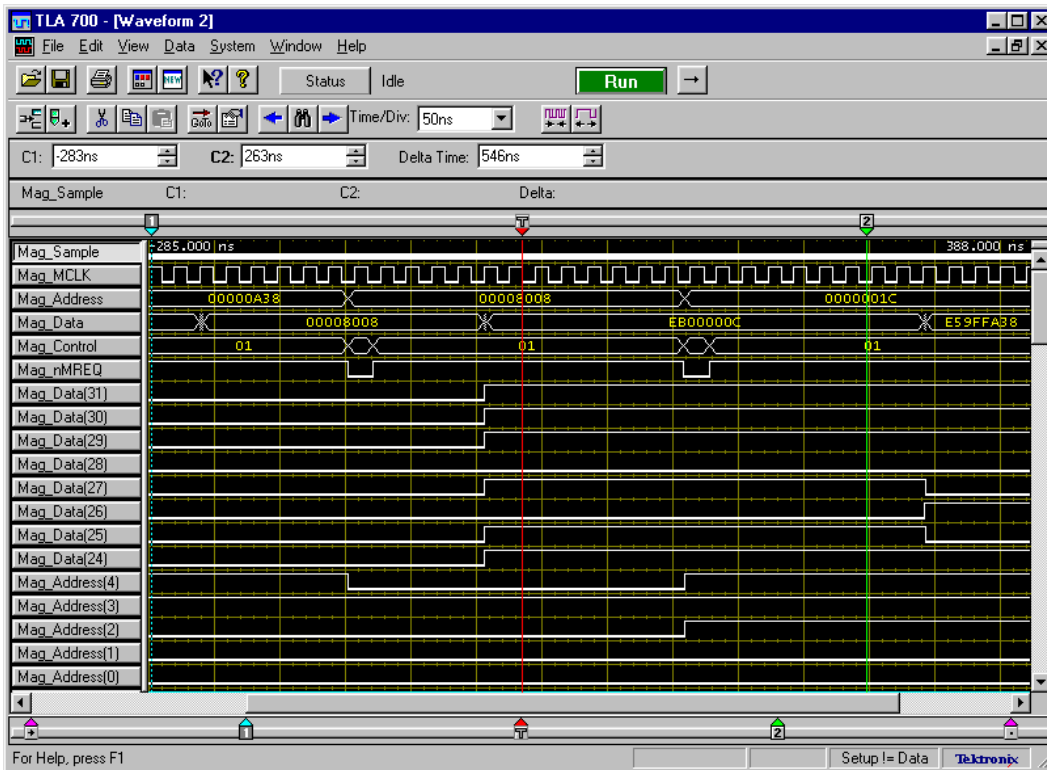 TLA 700 - [Waveform 2]
File Edit View Data System Window Help
NEW Status Idle Run
GOTO Time/Div: 50ns
C1: -283ns C2: 263ns Delta Time: 546ns
Mag_Sample C1: C2: Delta:
1 T 2
Mag_Sample -285.000 ns 388.000 ns
Mag_MCLK
Mag_Address 00000A38 00008008 0000001C
Mag_Data 00008008 EB00000C E59FFA38
Mag_Control 01 01 01
Mag_nMREQ
Mag_Data(31)
Mag_Data(30)
Mag_Data(29)
Mag_Data(28)
Mag_Data(27)
Mag_Data(26)
Mag_Data(25)
Mag_Data(24)
Mag_Address(4)
Mag_Address(3)
Mag_Address(2)
Mag_Address(1)
Mag_Address(0)
1 T 2
For Help, press F1 Setup != Data Tektronix